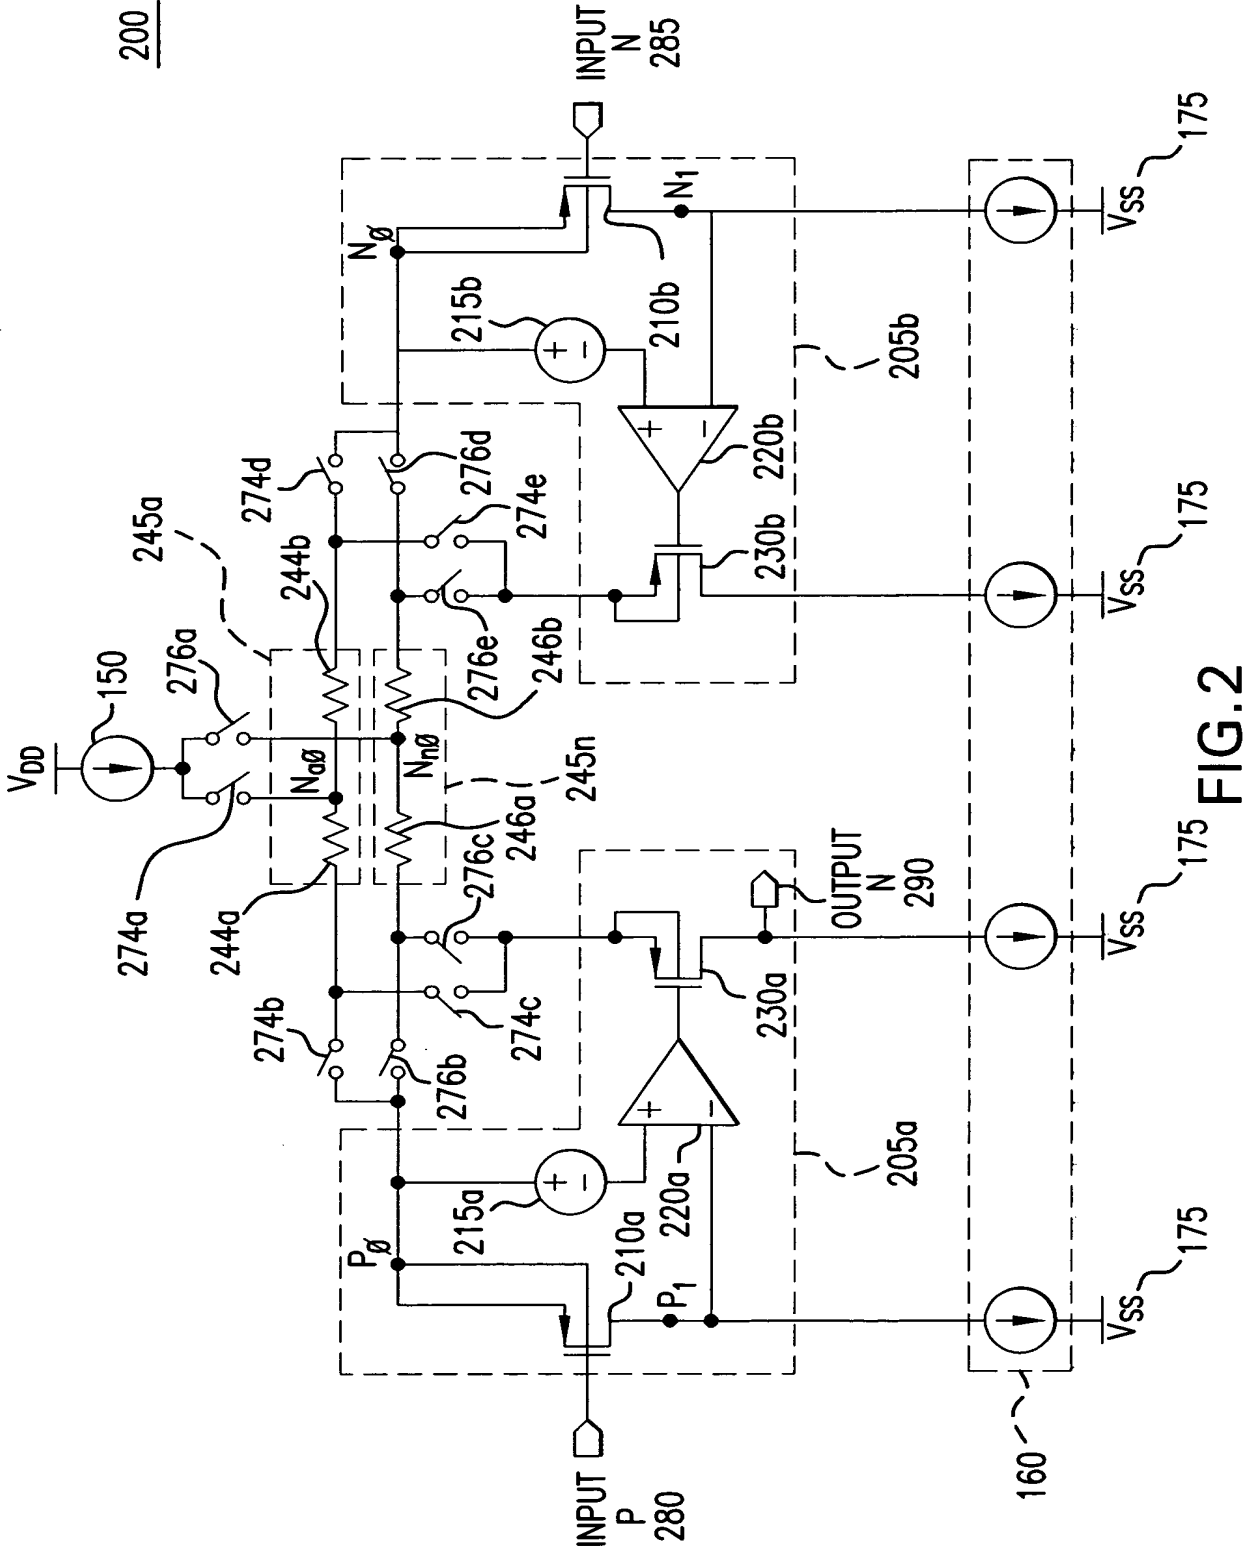 200
VDD
150
276a
274a
245a
244b
244a
Na0
Nnø
246a
246b
245n
274d
276d
274e
276e
276c
274c
274b
276b
Nø
215b
N1
210b
INPUT
N
285
220b
230b
205b
Pø
215a
210a
P1
220a
230a
205a
INPUT
P
280
OUTPUT
N
290
160
VSS 175
VSS 175
VSS 175
VSS 175
FIG.2